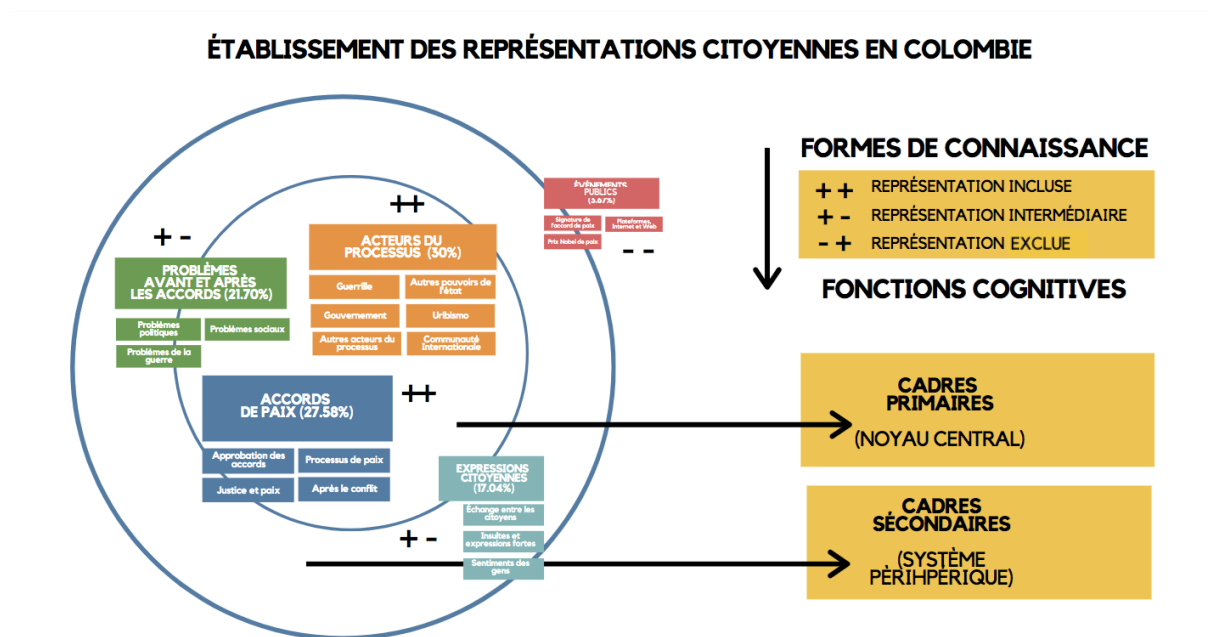 ÉTABLISSEMENT DES REPRÉSENTATIONS CITOYENNES EN COLOMBIE
FORMES DE CONNAISSANCE
++ REPRÉSENTATION INCLUSE
+- REPRÉSENTATION INTERMÉDIAIRE
-+ REPRÉSENTATION EXCLUE
FONCTIONS COGNITIVES
ÉVÉNEMENTS
PUBLICS
(3.67%)
Signature de
l'accord de paix
Plateformes,
Internet et Web
Prix Nobel de paix
--
++
ACTEURS DU
PROCESSUS (30%)
Guerrille
Autres pouvoirs de
l'état
Gouvernement
Uribismo
Autres acteurs du
processus
Communauté
Internationale
+-
PROBLÈMES
AVANT ET APRÈS
LES ACCORDS (21.70%)
Problèmes
politiques
Problèmes sociaux
Problèmes de la
guerre
ACCORDS
DE PAIX (27.58%)
++
Approbation des
accords
Processus de paix
Justice et paix
Après le conflit
EXPRESSIONS
CITOYENNES
(17.04%)
Échange entre les
citoyens
Insultes et
expressions fortes
Sentiments des
gens
+-
CADRES
PRIMAIRES
(NOYAU CENTRAL)
CADRES
SÉCONDAIRES
(SYSTÈME
PÈRIHPÉRIQUE)